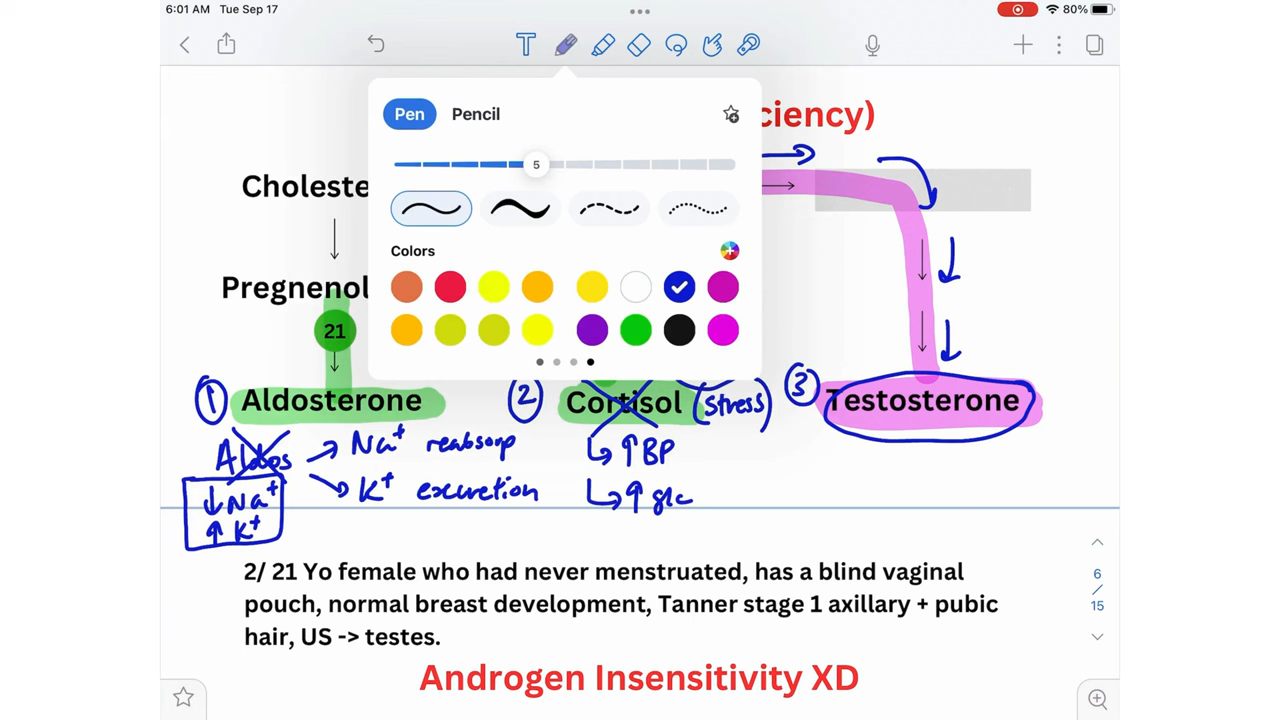 6:01 AM Tue Sep 17
80%
T
Pen Pencil
5
Colors
ciency)
Choleste
Pregnenol
21
① Aldosterone
② Cortisol (stress)
③ Testosterone
Aldos → Na+ reabsorp
↳ ↑ BP
→ K+ excretion
↳ ↑ glc
↓ Na+
↑ K+
6
/
15
2/ 21 Yo female who had never menstruated, has a blind vaginal
pouch, normal breast development, Tanner stage 1 axillary + pubic
hair, US -> testes.
Androgen Insensitivity XD